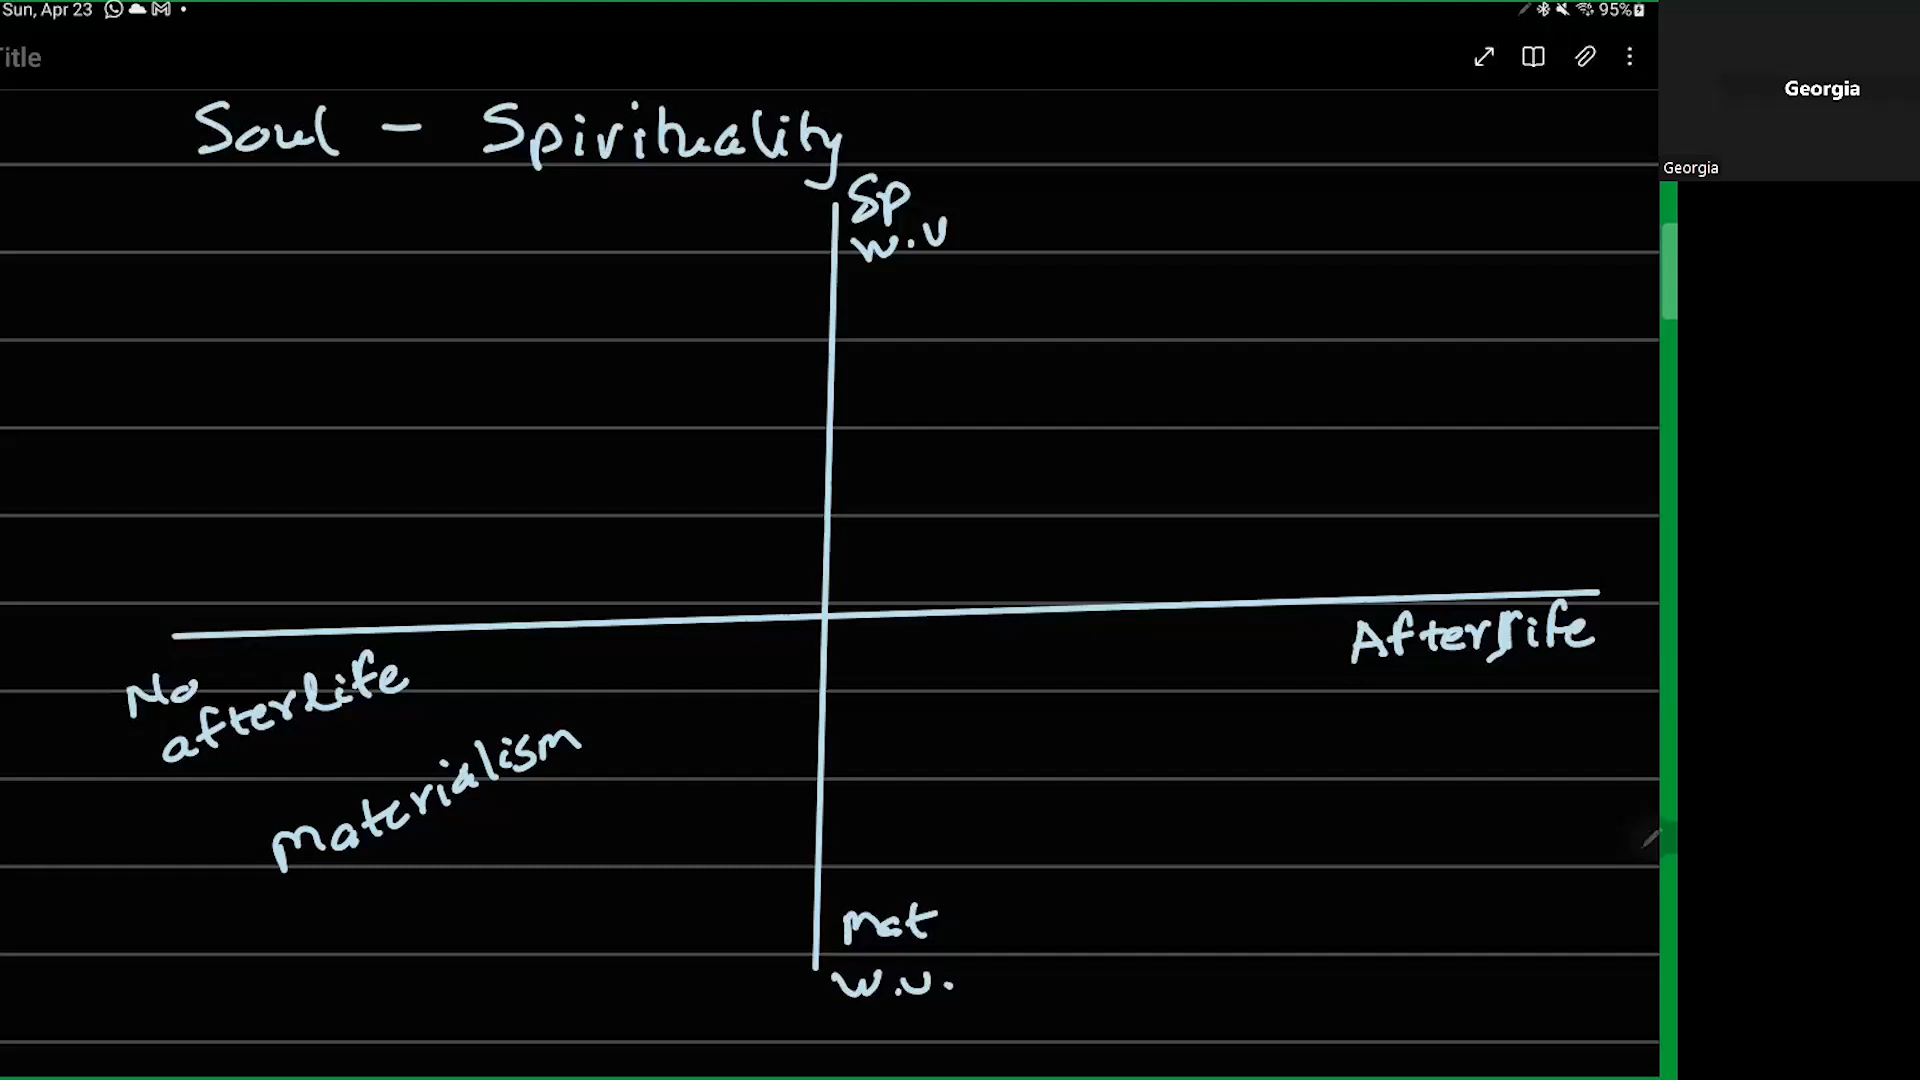 Sun, Apr 23
95%
Title
Georgia
Georgia
Soul - Spirituality
Sp
w.v
Afterlife
No
afterlife
materialism
Mat
w.v.